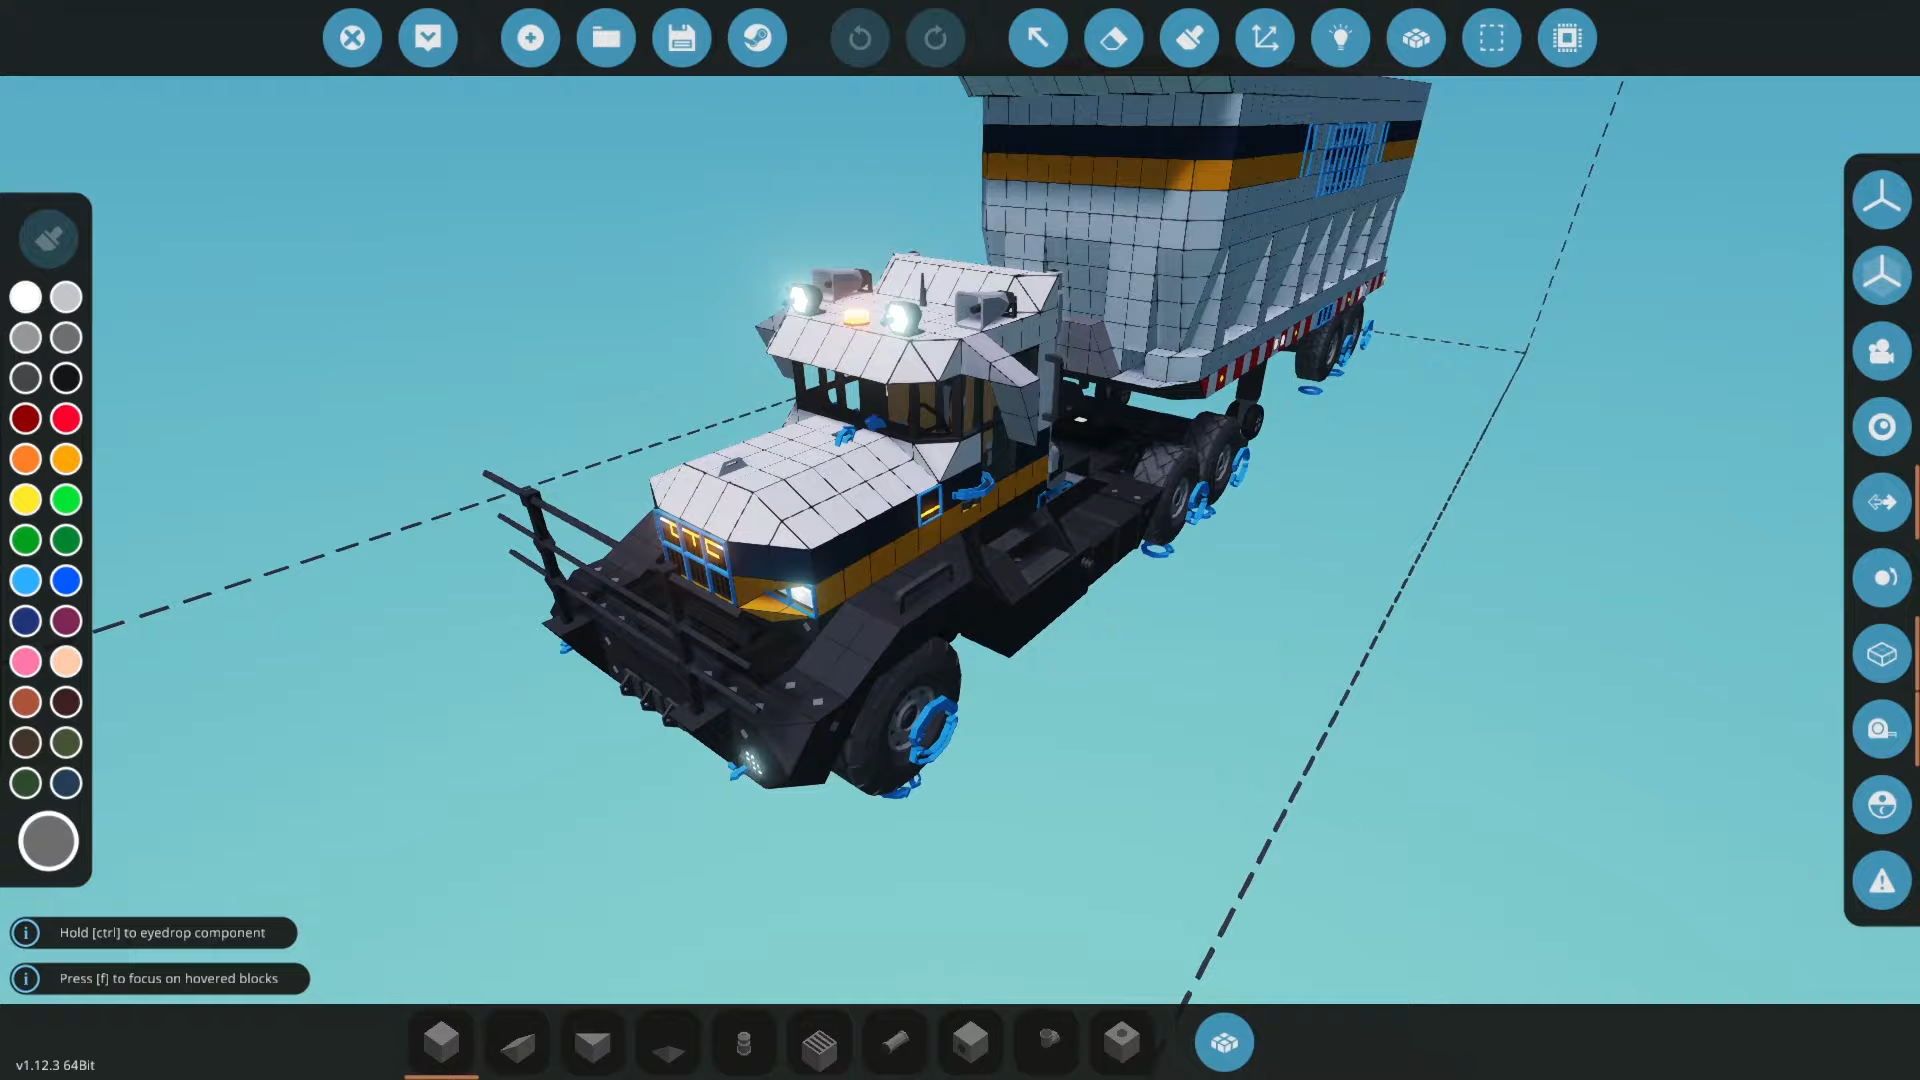 Hold [ctrl] to eyedrop component
Press [f] to focus on hovered blocks
v1.12.3 64Bit